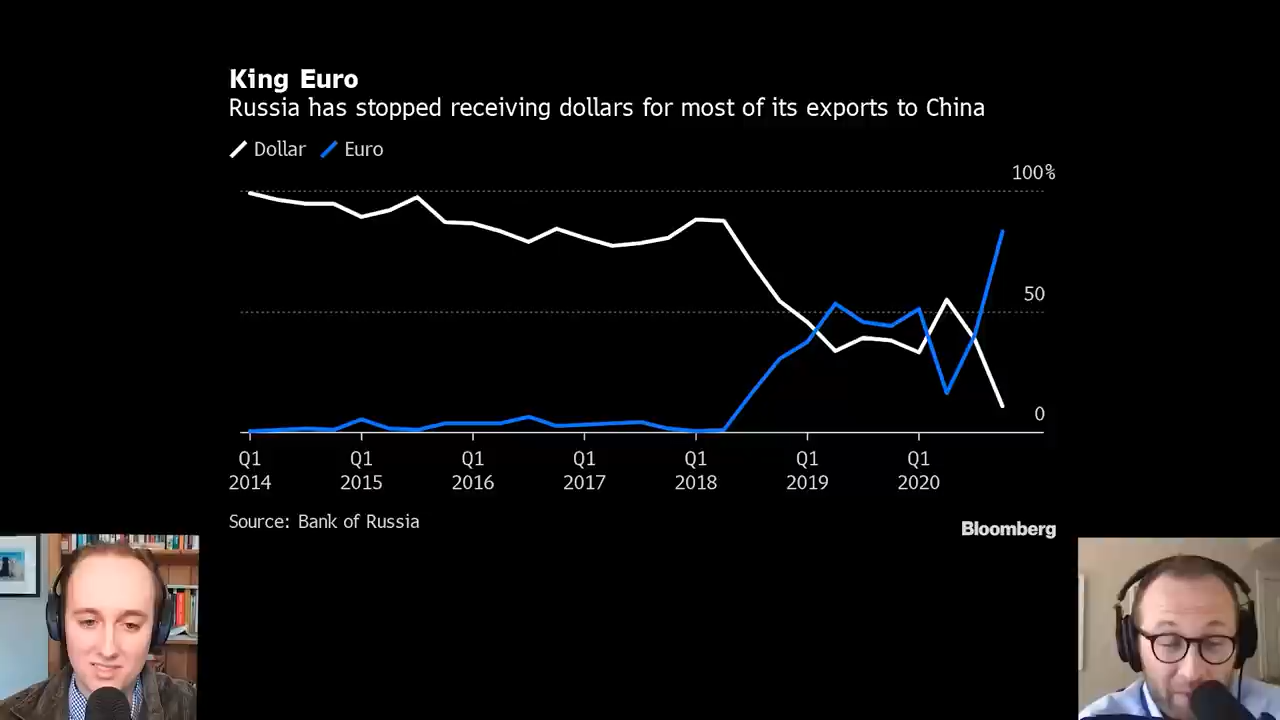 King Euro
Russia has stopped receiving dollars for most of its exports to China
Dollar Euro
100%
50
0
Q1 Q1 Q1 Q1 Q1 Q1 Q1
2014 2015 2016 2017 2018 2019 2020
Source: Bank of Russia
Bloomberg